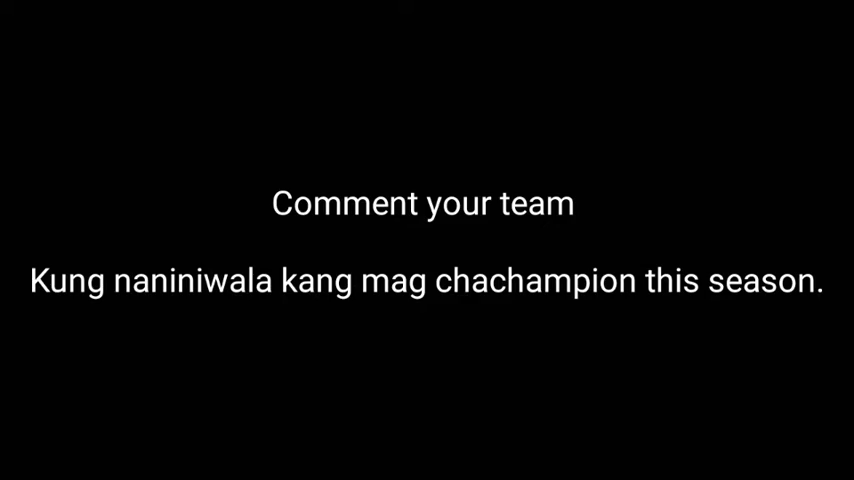 Comment your team
Kung naniniwala kang mag chachampion this season.